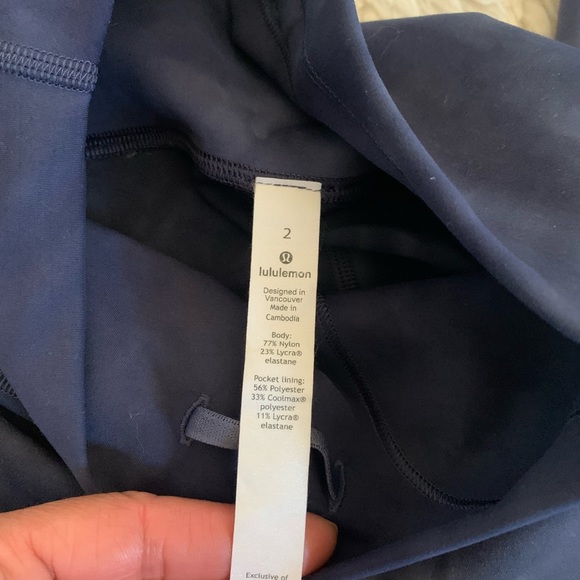 2
lululemon
Designed in
Vancouver
Made in
Cambodia
Body:
77% Nylon
23% Lycra®
elastane
Pocket lining:
56% Polyester
33% Coolmax®
polyester
11% Lycra®
elastane
Exclusive of